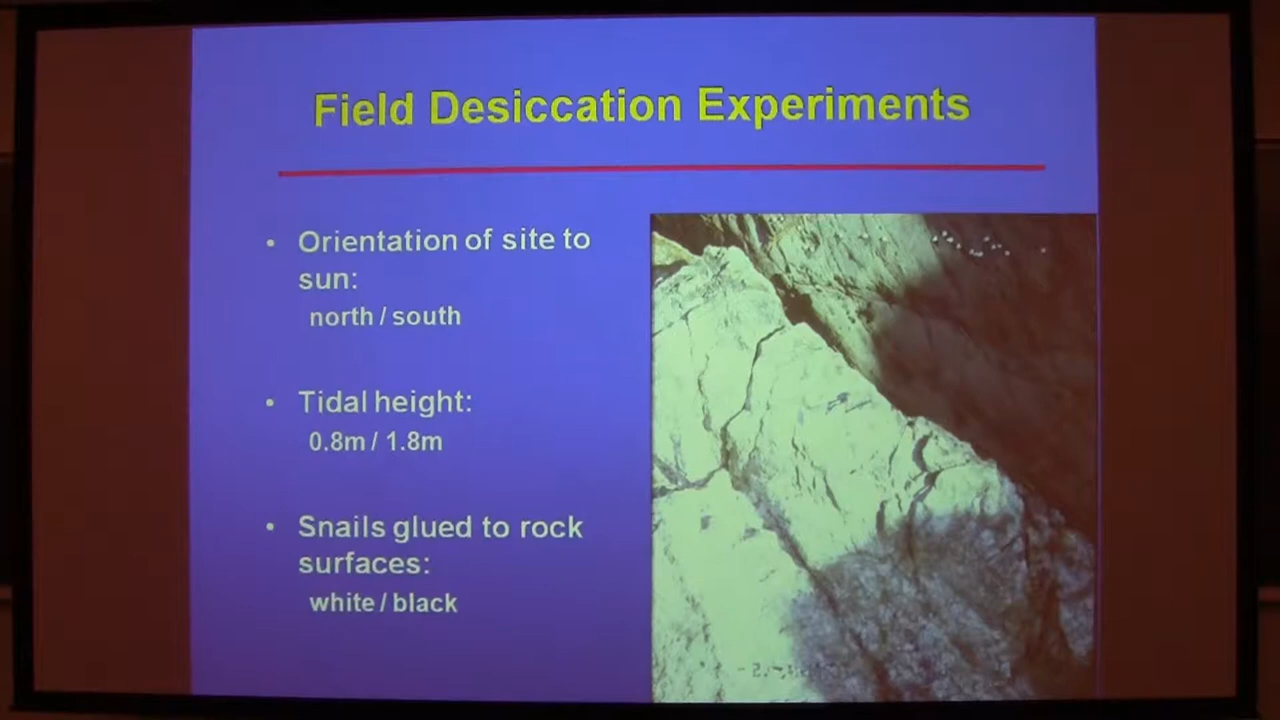 Field Desiccation Experiments
• Orientation of site to
sun:
north / south
• Tidal height:
0.8m / 1.8m
• Snails glued to rock
surfaces:
white / black